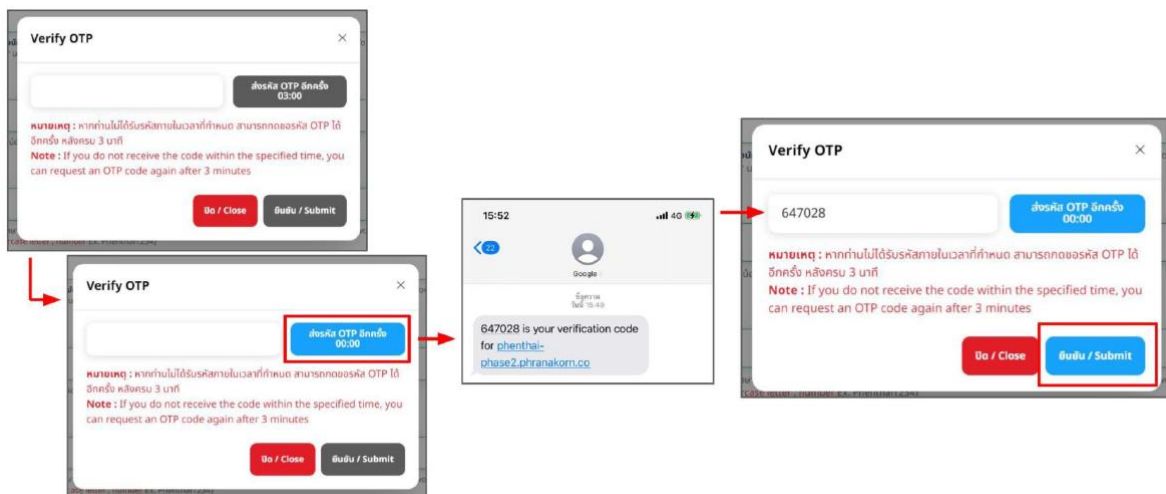 Verify OTP
ส่งรหัส OTP อีกครั้ง
03:00
หมายเหตุ : หากท่านไม่ได้รับรหัสภายในเวลาที่กำหนด สามารถกดขอรหัส OTP ได้
อีกครั้ง หลังครบ 3 นาที
Note : If you do not receive the code within the specified time, you
can request an OTP code again after 3 minutes
ปิด / Close
ยืนยัน / Submit
Verify OTP
ส่งรหัส OTP อีกครั้ง
00:00
หมายเหตุ : หากท่านไม่ได้รับรหัสภายในเวลาที่กำหนด สามารถกดขอรหัส OTP ได้
อีกครั้ง หลังครบ 3 นาที
Note : If you do not receive the code within the specified time, you
can request an OTP code again after 3 minutes
ปิด / Close
ยืนยัน / Submit
15:52
4G
22
Google
ข้อความ
วันนี้ 15:49
647028 is your verification code
for phenthai-
phase2.phranakorn.co
Verify OTP
647028
ส่งรหัส OTP อีกครั้ง
00:00
หมายเหตุ : หากท่านไม่ได้รับรหัสภายในเวลาที่กำหนด สามารถกดขอรหัส OTP ได้
อีกครั้ง หลังครบ 3 นาที
Note : If you do not receive the code within the specified time, you
can request an OTP code again after 3 minutes
ปิด / Close
ยืนยัน / Submit